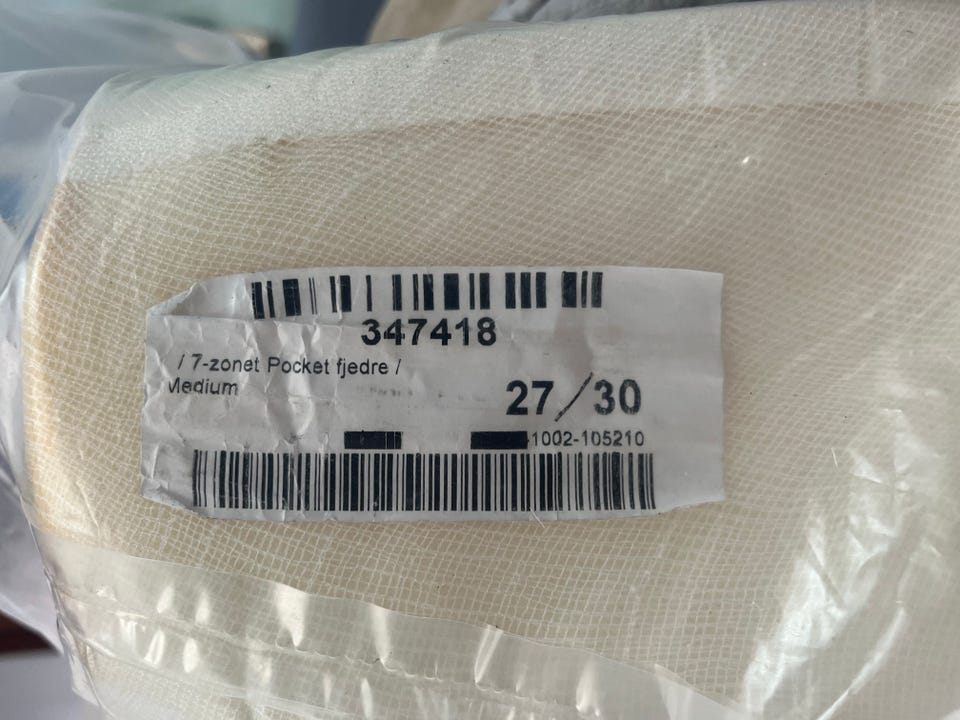 347418
/ 7-zonet Pocket fjedre /
Medium
27/30
1002-105210